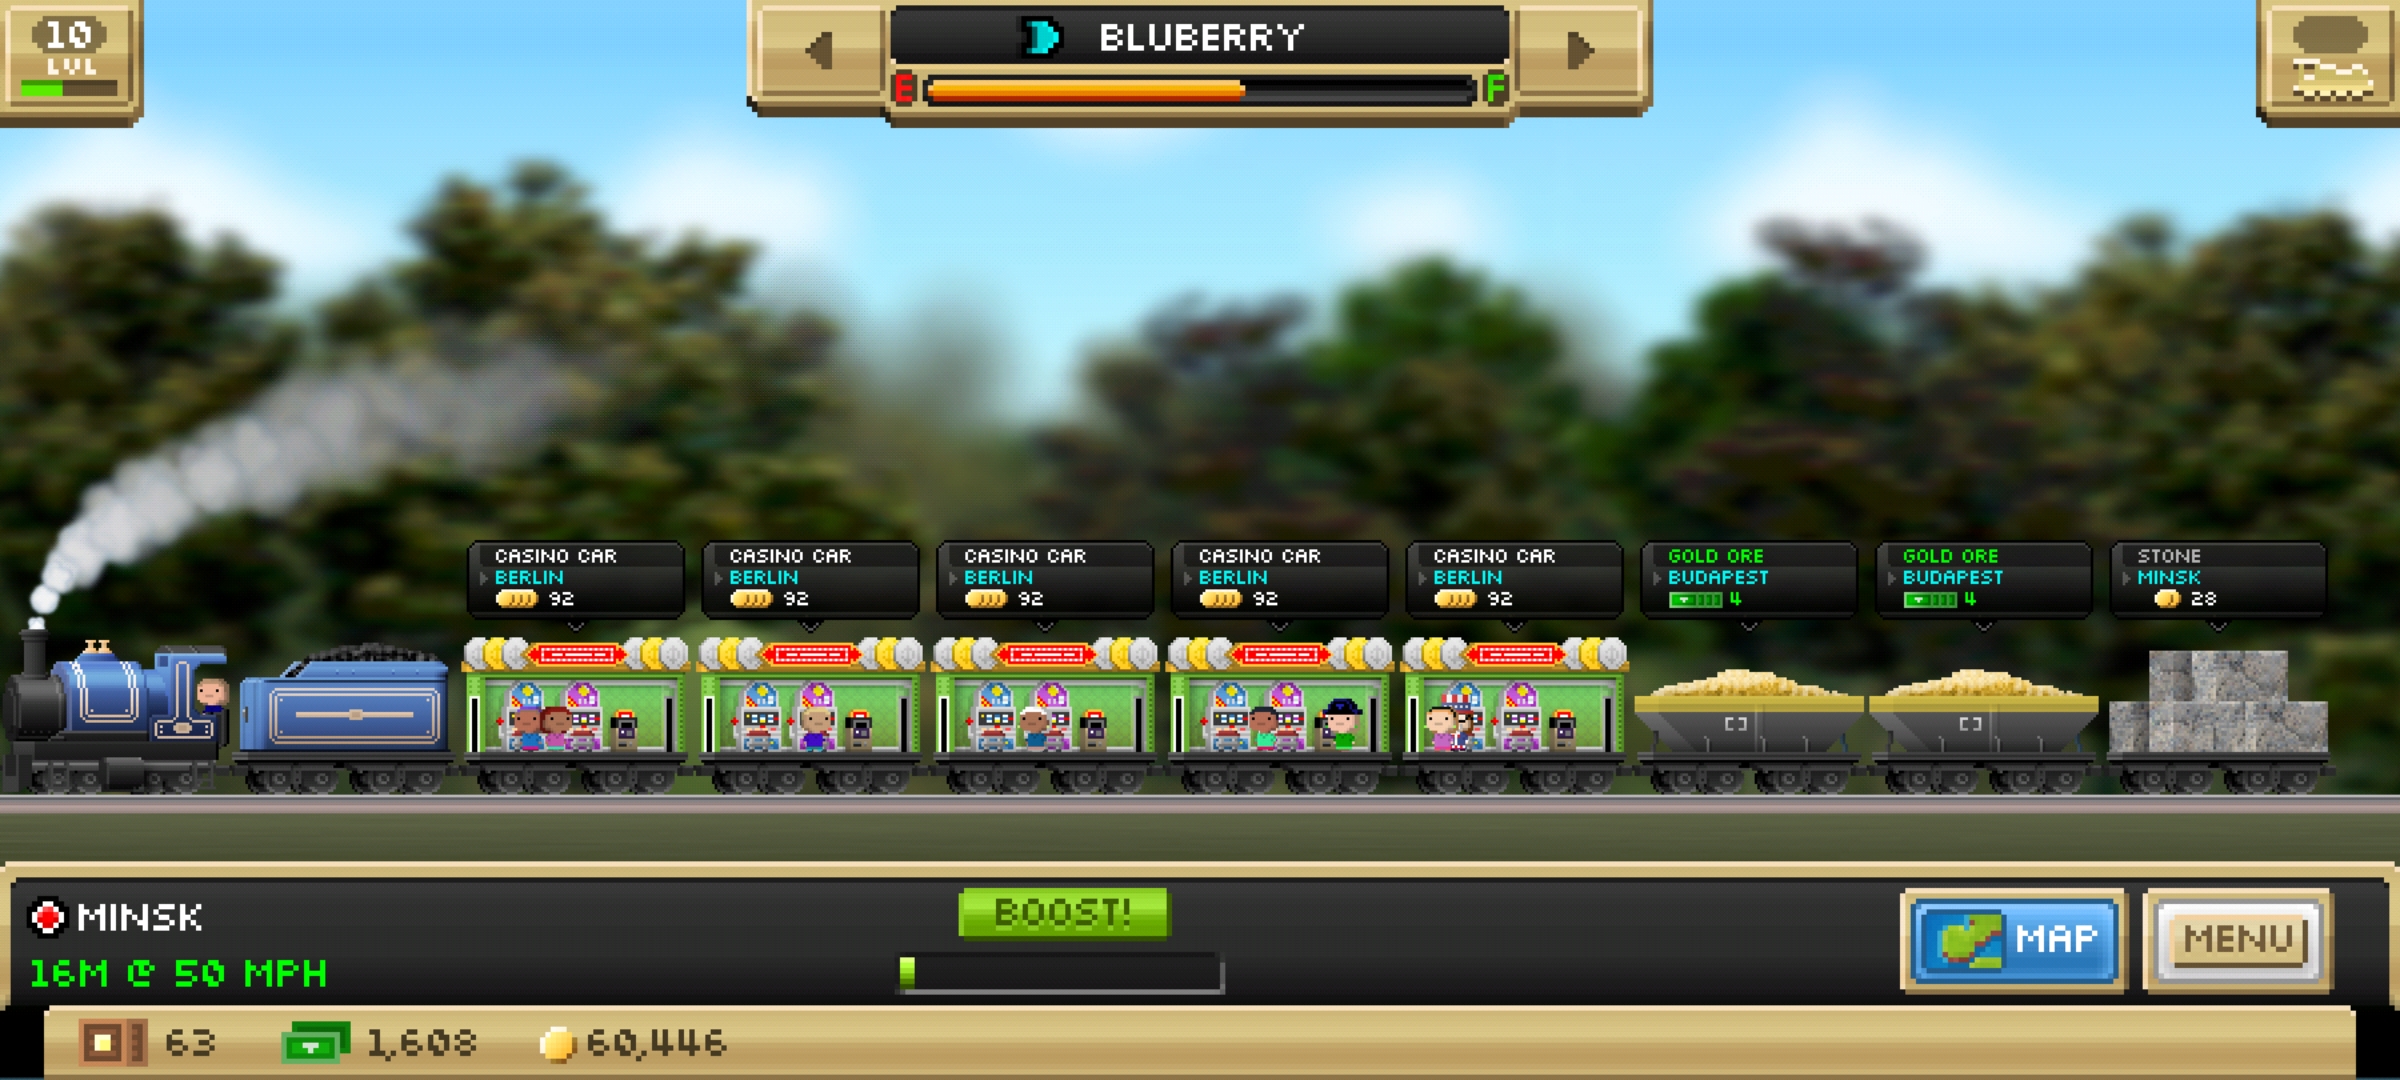 10
LVL
BLUBERRY
E
F
CASINO CAR
BERLIN
92
CASINO CAR
BERLIN
92
CASINO CAR
BERLIN
92
CASINO CAR
BERLIN
92
CASINO CAR
BERLIN
92
GOLD ORE
BUDAPEST
4
GOLD ORE
BUDAPEST
4
STONE
MINSK
28
MINSK
16M @ 50 MPH
BOOST!
MAP
MENU
63
1,608
60,446